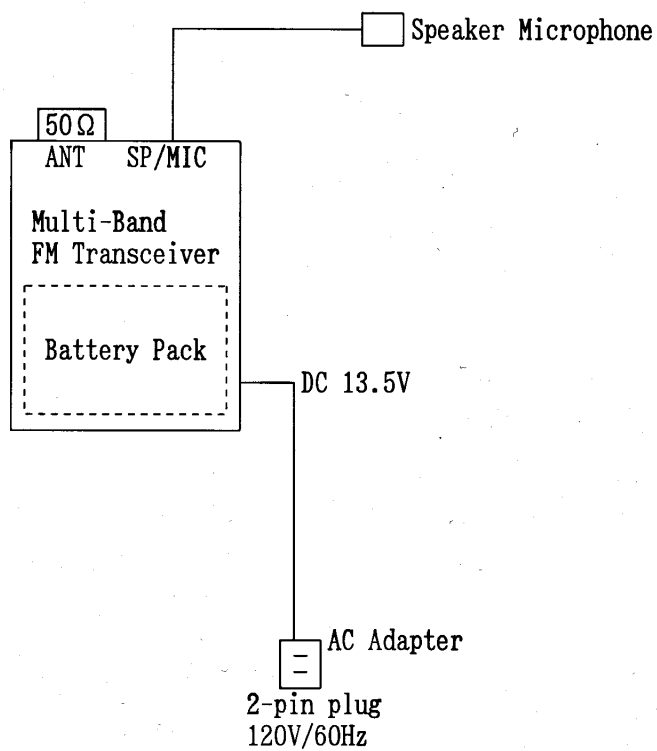 Speaker Microphone
50Ω
ANT SP/MIC
Multi-Band
FM Transceiver
Battery Pack
DC 13.5V
AC Adapter
2-pin plug
120V/60Hz